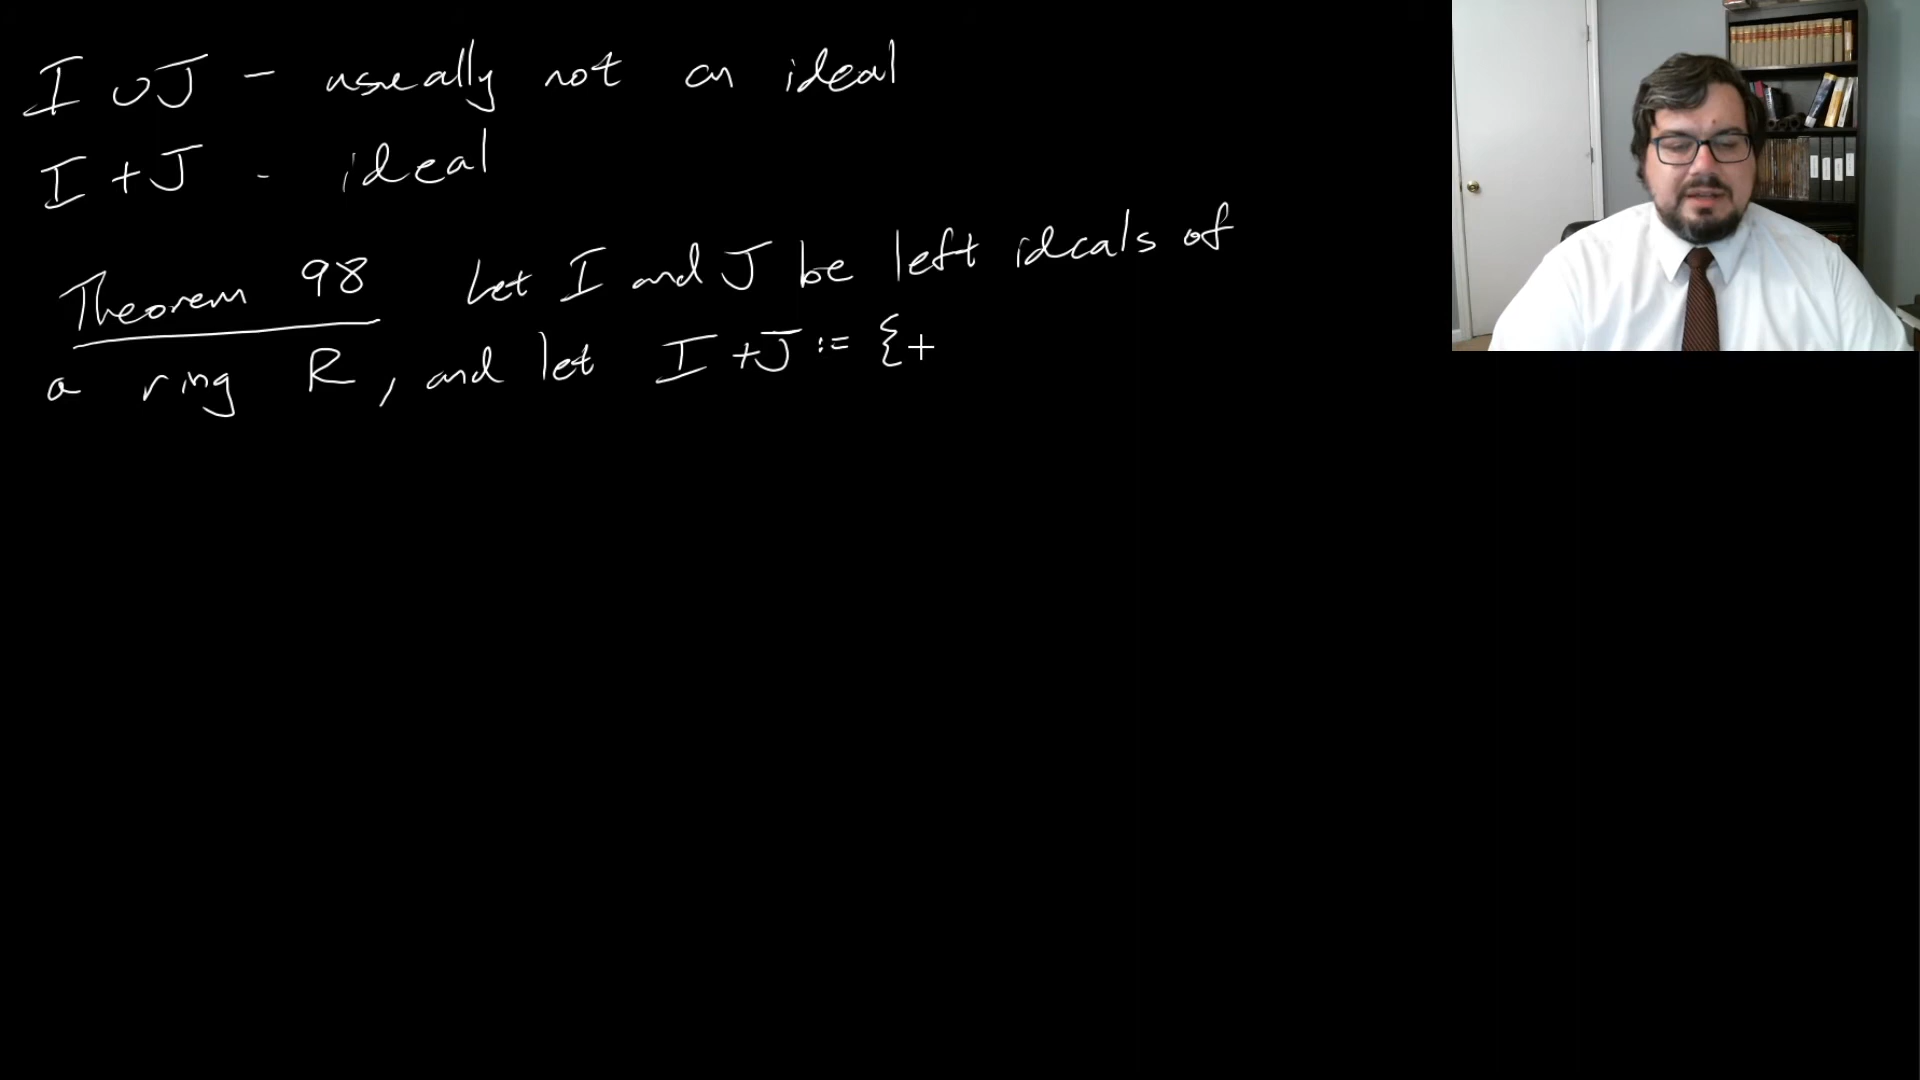 I ∪ J - usually not an ideal
I + J - ideal
Theorem 98 Let I and J be left ideals of
a ring R, and let I + J := {+